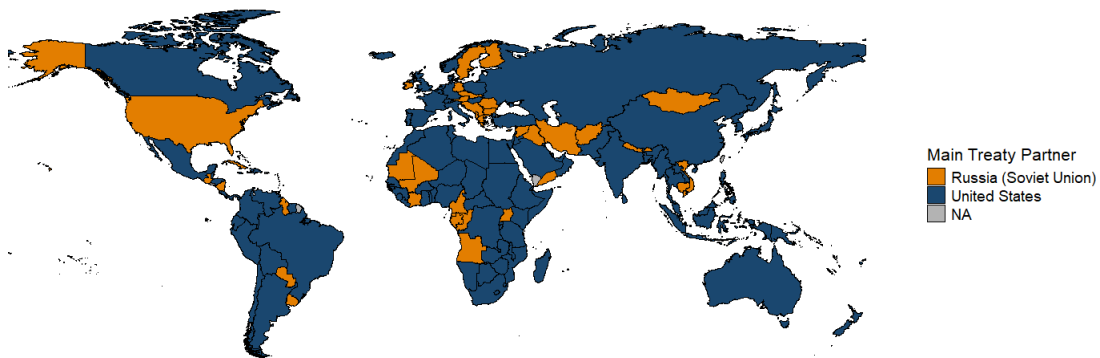 Main Treaty Partner
Russia (Soviet Union)
United States
NA